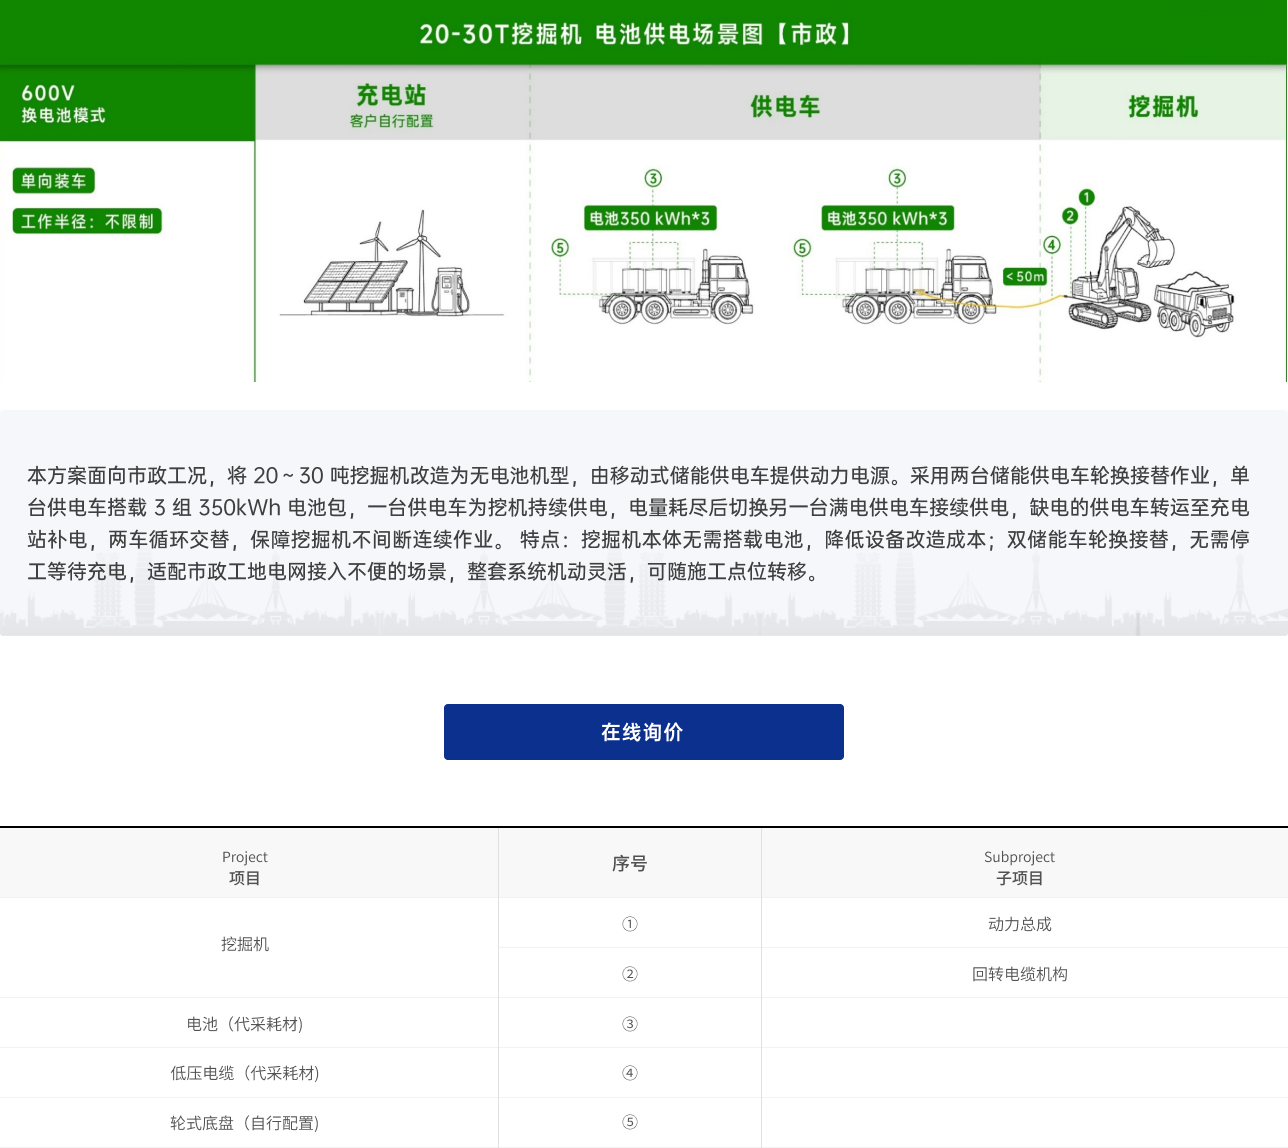 20-30T挖掘机 电池供电场景图【市政】
600V
换电池模式
充电站
客户自行配置
供电车
挖掘机
单向装车
工作半径：不限制
③
电池350 kWh*3
⑤
③
电池350 kWh*3
⑤
<50m
④
②
①
本方案面向市政工况，将 20～30 吨挖掘机改造为无电池机型，由移动式储能供电车提供动力电源。采用两台储能供电车轮换接替作业，单
台供电车搭载 3 组 350kWh 电池包，一台供电车为挖机持续供电，电量耗尽后切换另一台满电供电车接续供电，缺电的供电车转运至充电
站补电，两车循环交替，保障挖掘机不间断连续作业。 特点：挖掘机本体无需搭载电池，降低设备改造成本；双储能车轮换接替，无需停
工等待充电，适配市政工地电网接入不便的场景，整套系统机动灵活，可随施工点位转移。
在线询价
Project
项目
序号
Subproject
子项目
挖掘机
①
动力总成
②
回转电缆机构
电池（代采耗材)
③
低压电缆（代采耗材)
④
轮式底盘（自行配置)
⑤